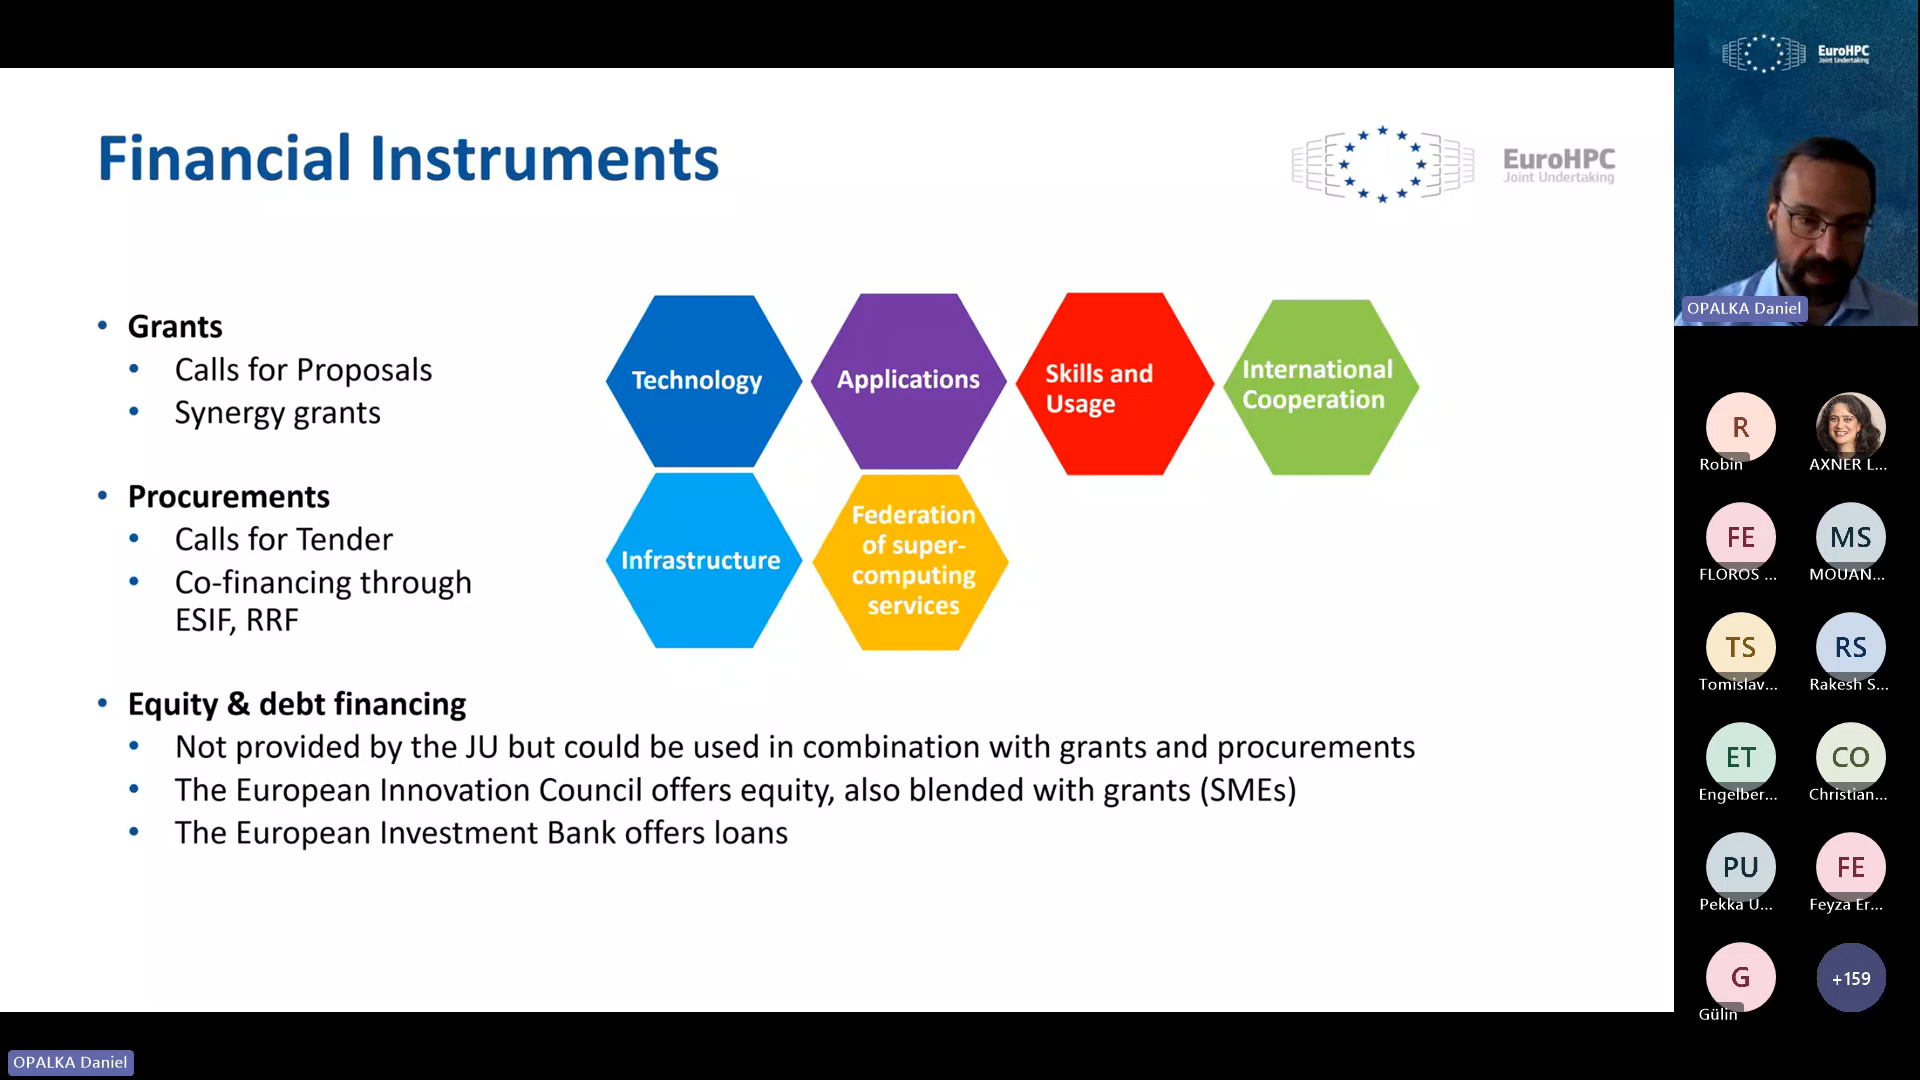 Financial Instruments
EuroHPC
Joint Undertaking
• Grants
• Calls for Proposals
• Synergy grants
• Procurements
• Calls for Tender
• Co-financing through
ESIF, RRF
Technology
Applications
Skills and
Usage
International
Cooperation
Infrastructure
Federation
of super-
computing
services
• Equity & debt financing
• Not provided by the JU but could be used in combination with grants and procurements
• The European Innovation Council offers equity, also blended with grants (SMEs)
• The European Investment Bank offers loans
OPALKA Daniel
EuroHPC
Joint Undertaking
OPALKA Daniel
R
Robin
AXNER L...
FE
FLOROS ...
MS
MOUAN...
TS
Tomislav...
RS
Rakesh S...
ET
Engelber...
CO
Christian...
PU
Pekka U...
FE
Feyza Er...
G
Gülin
+159